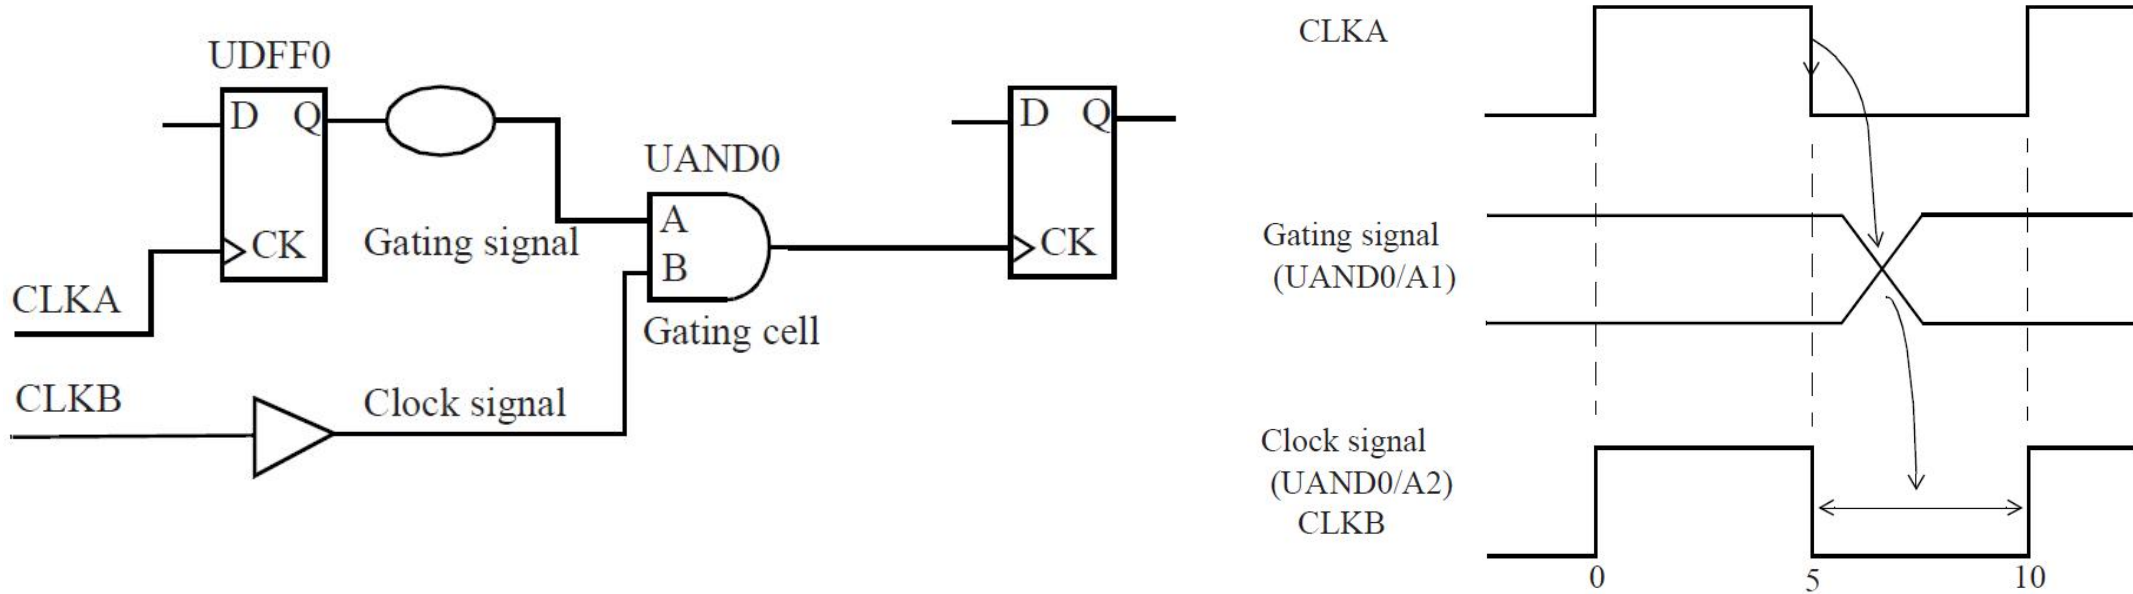 UDFF0
D Q
CK
CLKA
Gating signal
UAND0
A
B
Gating cell
CLKB
Clock signal
D Q
CK
CLKA
Gating signal
(UAND0/A1)
Clock signal
(UAND0/A2)
CLKB
0 5 10